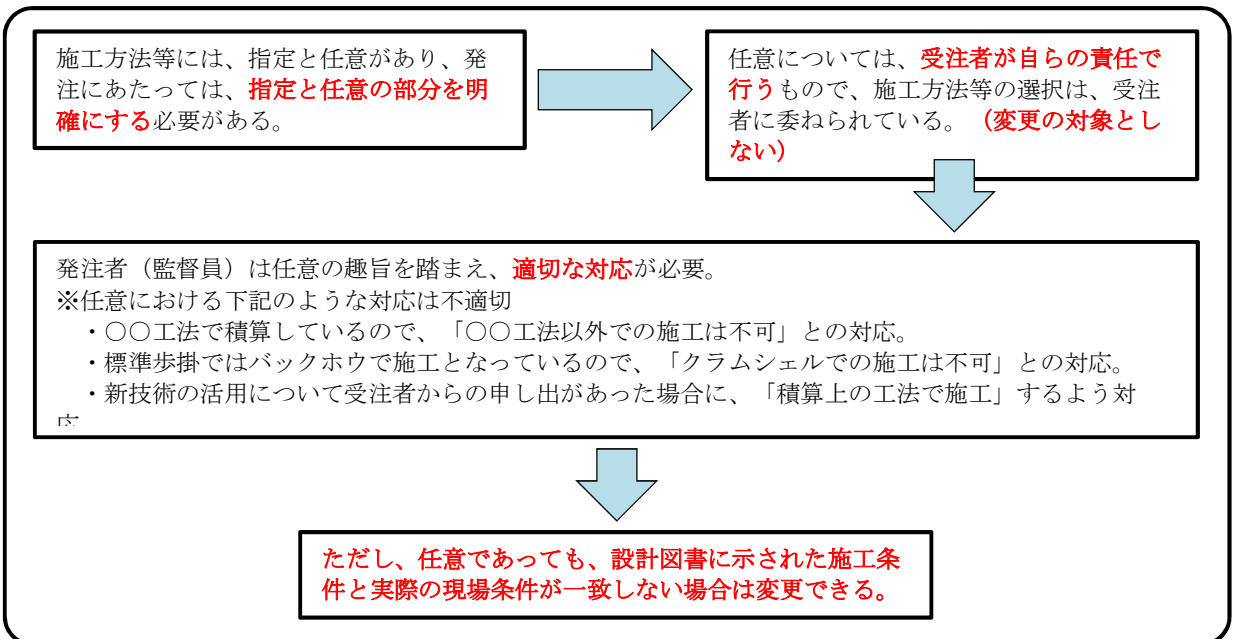 施工方法等には、指定と任意があり、発
注にあたっては、指定と任意の部分を明
確にする必要がある。
任意については、受注者が自らの責任で
行うもので、施工方法等の選択は、受注
者に委ねられている。（変更の対象とし
ない）
発注者（監督員）は任意の趣旨を踏まえ、適切な対応が必要。
※任意における下記のような対応は不適切
・〇〇工法で積算しているので、「〇〇工法以外での施工は不可」との対応。
・標準歩掛ではバックホウで施工となっているので、「クラムシェルでの施工は不可」との対応。
・新技術の活用について受注者からの申し出があった場合に、「積算上の工法で施工」するよう対
ただし、任意であっても、設計図書に示された施工条
件と実際の現場条件が一致しない場合は変更できる。